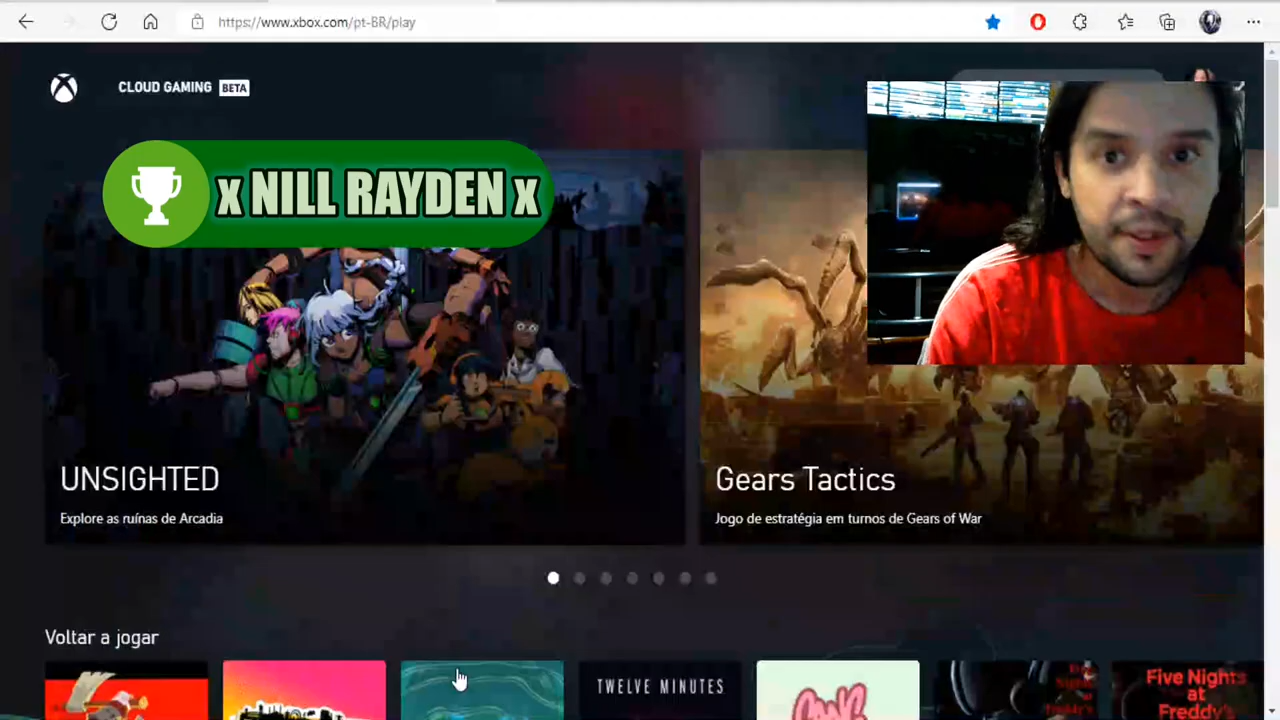 https://www.xbox.com/pt-BR/play
CLOUD GAMING BETA
x NILL RAYDEN x
UNSIGHTED
Explore as ruínas de Arcadia
Gears Tactics
Jogo de estratégia em turnos de Gears of War
Voltar a jogar
TWELVE MINUTES
GANG
Five Nights
at
Freddy's